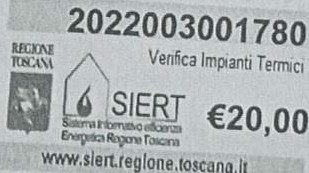 2022003001780
REGIONE
TOSCANA
Verifica Impianti Termici
SIERT
€20,00
Sistema Informativo efficienza
Energetica Regione Toscana
www.siert.regione.toscana.it